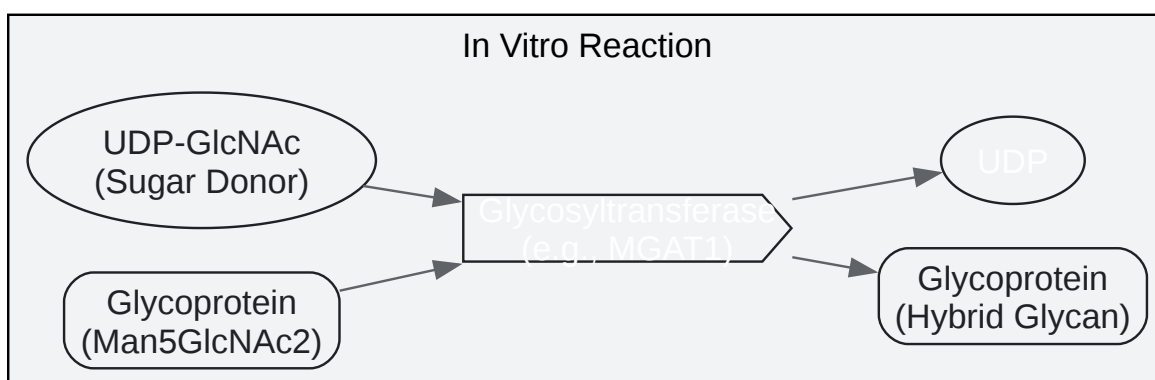 In Vitro Reaction
UDP-GlcNAc
(Sugar Donor)
Glycoprotein
(Man5GlcNAc2)
Glycosyltransferase
(e.g., MGAT1)
UDP
Glycoprotein
(Hybrid Glycan)